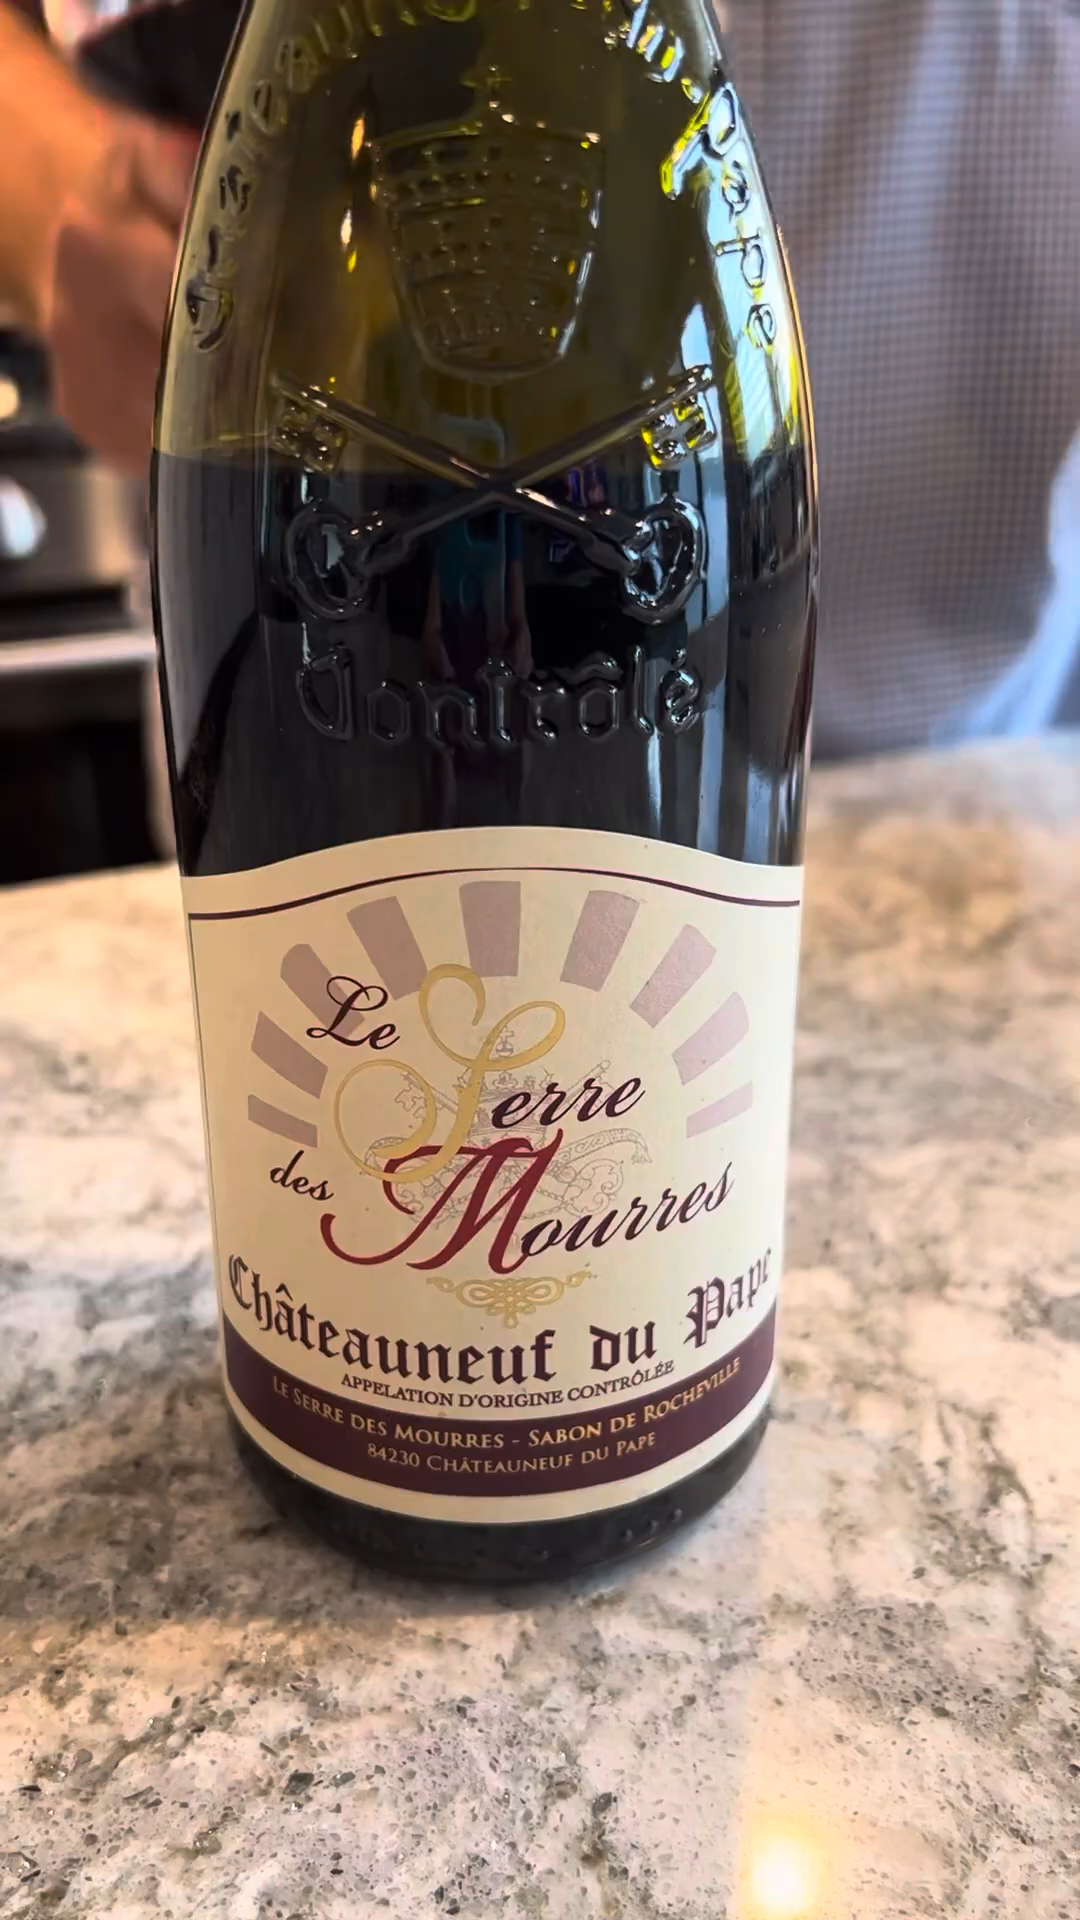 Châteauneuf du Pape
Contrôlé
Le Serre
des Mourres
Châteauneuf du Pape
APPELATION D'ORIGINE CONTRÔLÉE
LE SERRE DES MOURRES - SABON DE ROCHEVILLE
84230 CHÂTEAUNEUF DU PAPE